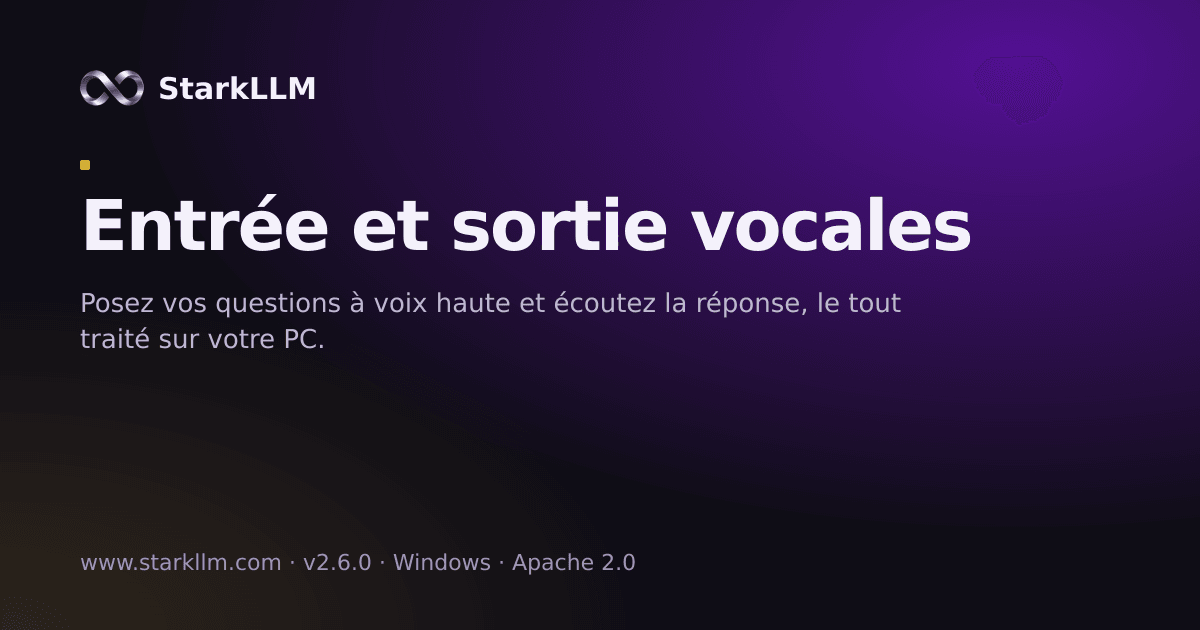 StarkLLM
Entrée et sortie vocales
Posez vos questions à voix haute et écoutez la réponse, le tout
traité sur votre PC.
www.starkllm.com · v2.6.0 · Windows · Apache 2.0